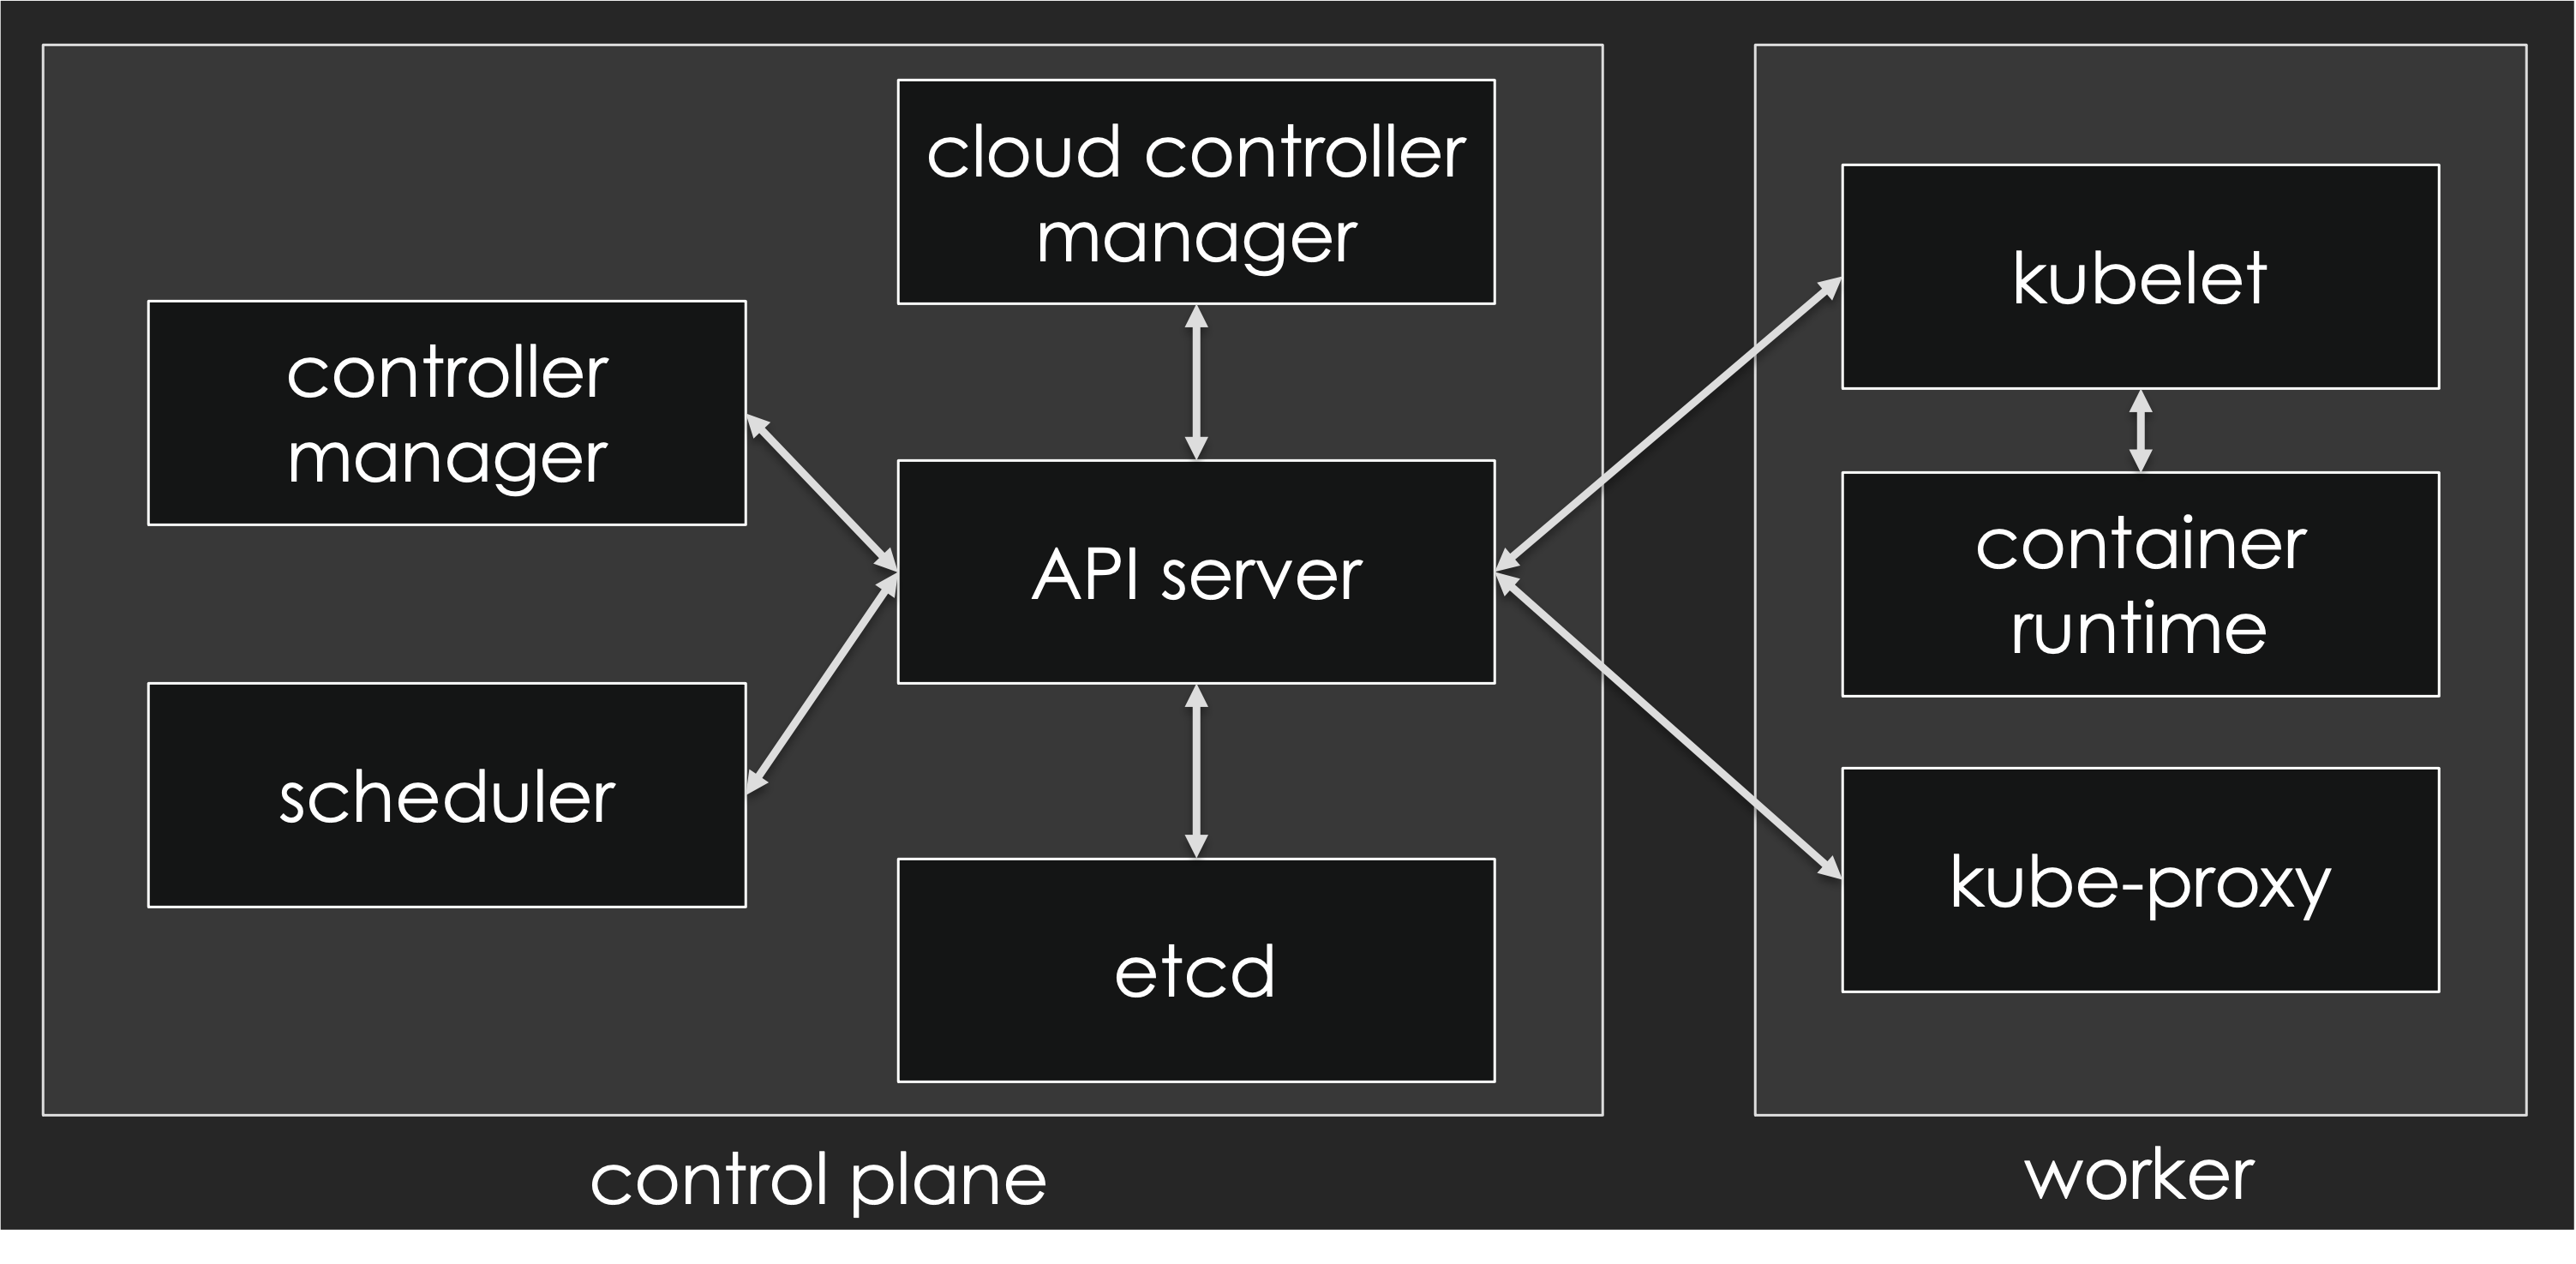 cloud controller
manager
controller
manager
API server
scheduler
etcd
control plane
kubelet
container
runtime
kube-proxy
worker